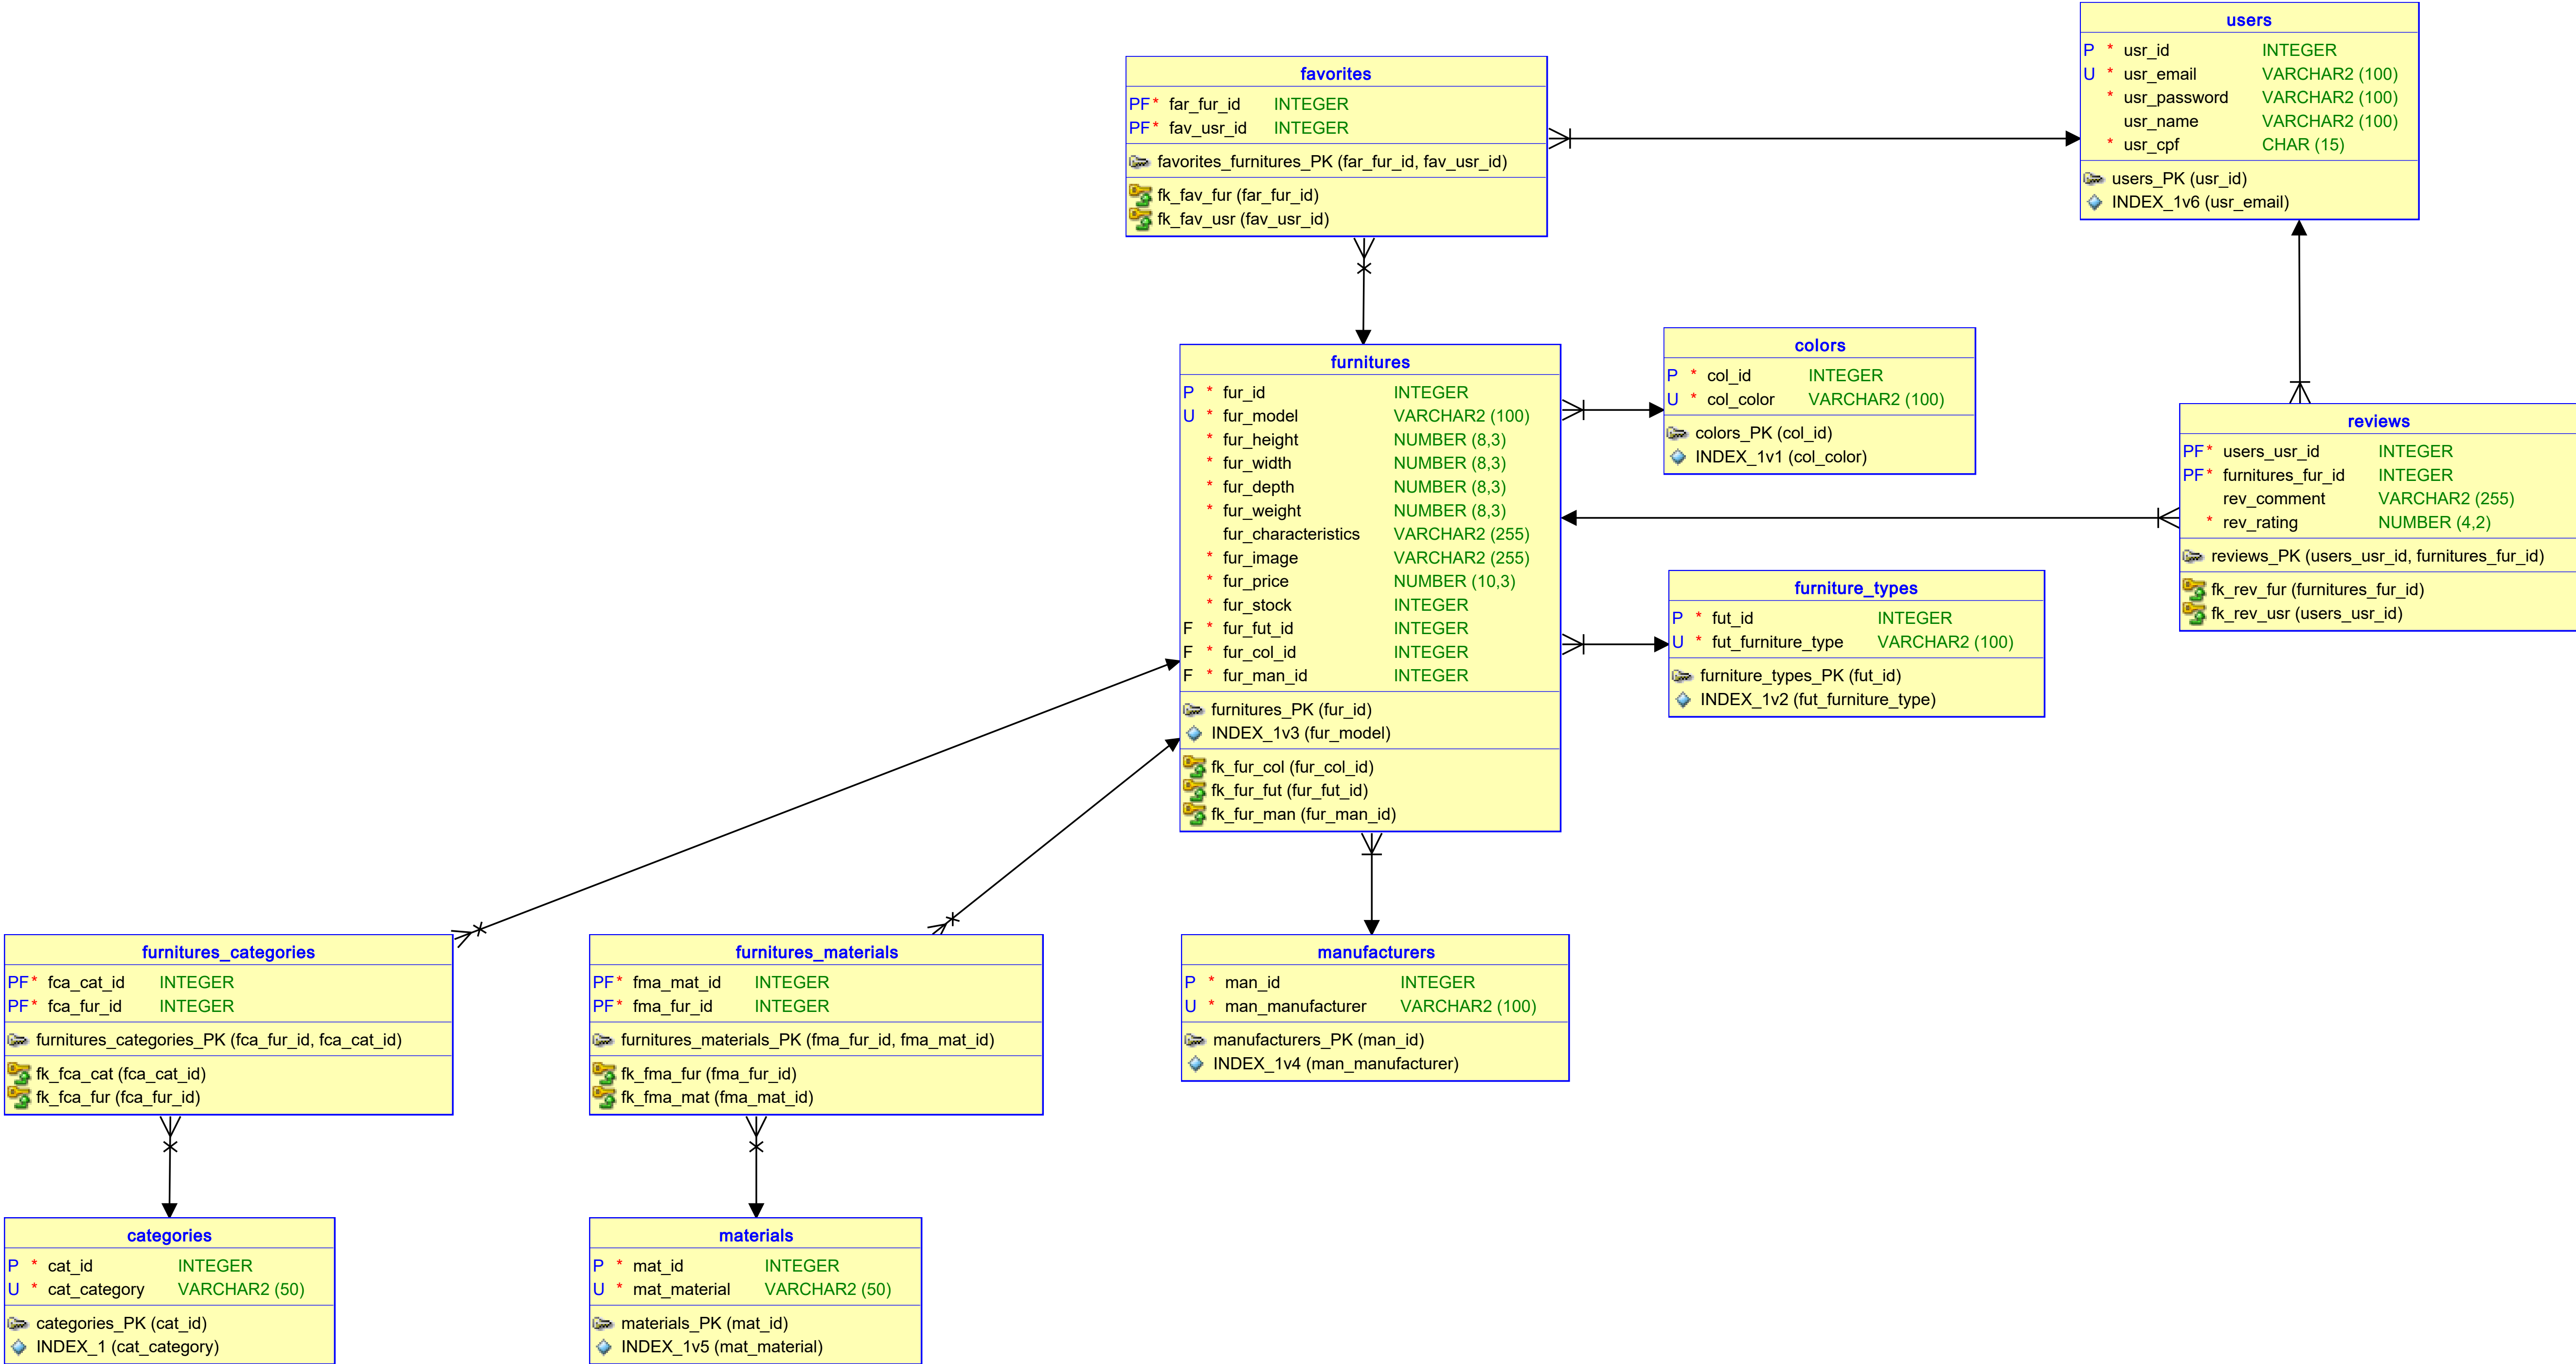 users
P * usr_id INTEGER
U * usr_email VARCHAR2 (100)
* usr_password VARCHAR2 (100)
usr_name VARCHAR2 (100)
* usr_cpf CHAR (15)
users_PK (usr_id)
INDEX_1v6 (usr_email)
favorites
PF * far_fur_id INTEGER
PF * fav_usr_id INTEGER
favorites_furnitures_PK (far_fur_id, fav_usr_id)
fk_fav_fur (far_fur_id)
fk_fav_usr (fav_usr_id)
furnitures
P * fur_id INTEGER
U * fur_model VARCHAR2 (100)
* fur_height NUMBER (8,3)
* fur_width NUMBER (8,3)
* fur_depth NUMBER (8,3)
* fur_weight NUMBER (8,3)
fur_characteristics VARCHAR2 (255)
* fur_image VARCHAR2 (255)
* fur_price NUMBER (10,3)
* fur_stock INTEGER
F * fur_fut_id INTEGER
F * fur_col_id INTEGER
F * fur_man_id INTEGER
furnitures_PK (fur_id)
INDEX_1v3 (fur_model)
fk_fur_col (fur_col_id)
fk_fur_fut (fur_fut_id)
fk_fur_man (fur_man_id)
colors
P * col_id INTEGER
U * col_color VARCHAR2 (100)
colors_PK (col_id)
INDEX_1v1 (col_color)
reviews
PF * users_usr_id INTEGER
PF * furnitures_fur_id INTEGER
rev_comment VARCHAR2 (255)
* rev_rating NUMBER (4,2)
reviews_PK (users_usr_id, furnitures_fur_id)
fk_rev_fur (furnitures_fur_id)
fk_rev_usr (users_usr_id)
furniture_types
P * fut_id INTEGER
U * fut_furniture_type VARCHAR2 (100)
furniture_types_PK (fut_id)
INDEX_1v2 (fut_furniture_type)
furnitures_categories
PF * fca_cat_id INTEGER
PF * fca_fur_id INTEGER
furnitures_categories_PK (fca_fur_id, fca_cat_id)
fk_fca_cat (fca_cat_id)
fk_fca_fur (fca_fur_id)
furnitures_materials
PF * fma_mat_id INTEGER
PF * fma_fur_id INTEGER
furnitures_materials_PK (fma_fur_id, fma_mat_id)
fk_fma_fur (fma_fur_id)
fk_fma_mat (fma_mat_id)
manufacturers
P * man_id INTEGER
U * man_manufacturer VARCHAR2 (100)
manufacturers_PK (man_id)
INDEX_1v4 (man_manufacturer)
categories
P * cat_id INTEGER
U * cat_category VARCHAR2 (50)
categories_PK (cat_id)
INDEX_1 (cat_category)
materials
P * mat_id INTEGER
U * mat_material VARCHAR2 (50)
materials_PK (mat_id)
INDEX_1v5 (mat_material)